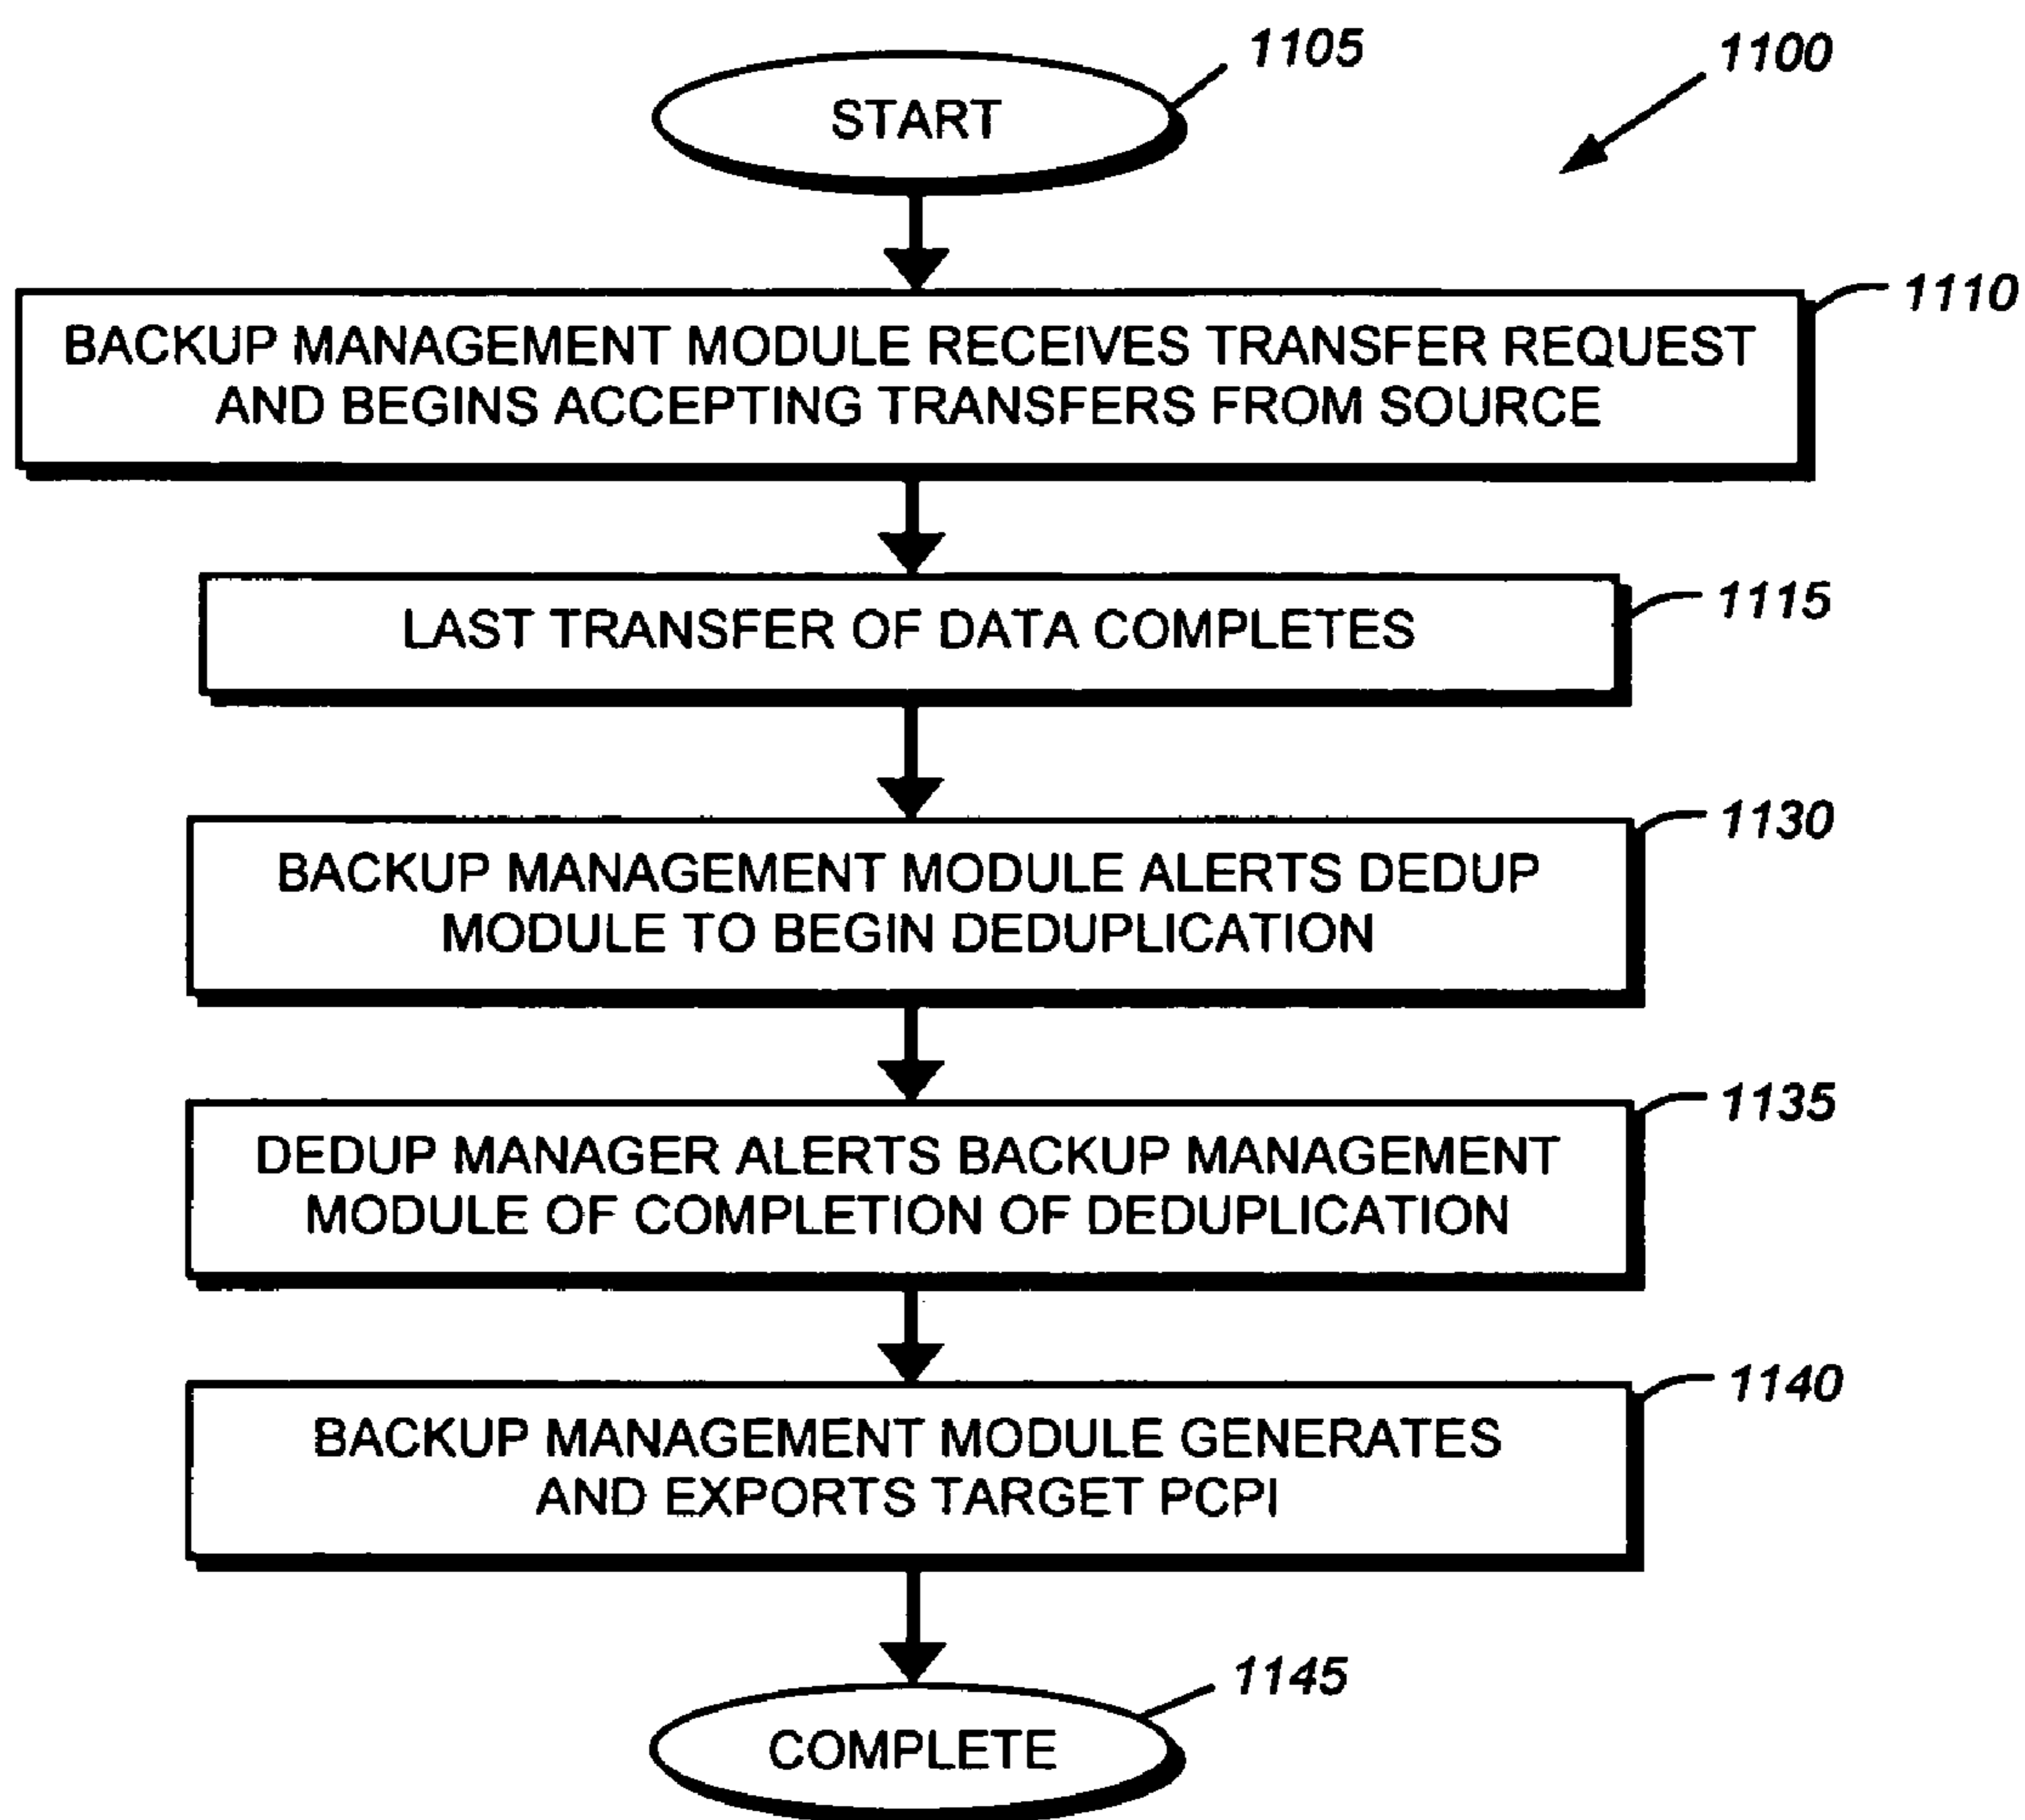 1105
1100
START
1110
BACKUP MANAGEMENT MODULE RECEIVES TRANSFER REQUEST
AND BEGINS ACCEPTING TRANSFERS FROM SOURCE
1115
LAST TRANSFER OF DATA COMPLETES
1130
BACKUP MANAGEMENT MODULE ALERTS DEDUP
MODULE TO BEGIN DEDUPLICATION
1135
DEDUP MANAGER ALERTS BACKUP MANAGEMENT
MODULE OF COMPLETION OF DEDUPLICATION
1140
BACKUP MANAGEMENT MODULE GENERATES
AND EXPORTS TARGET PCPI
1145
COMPLETE